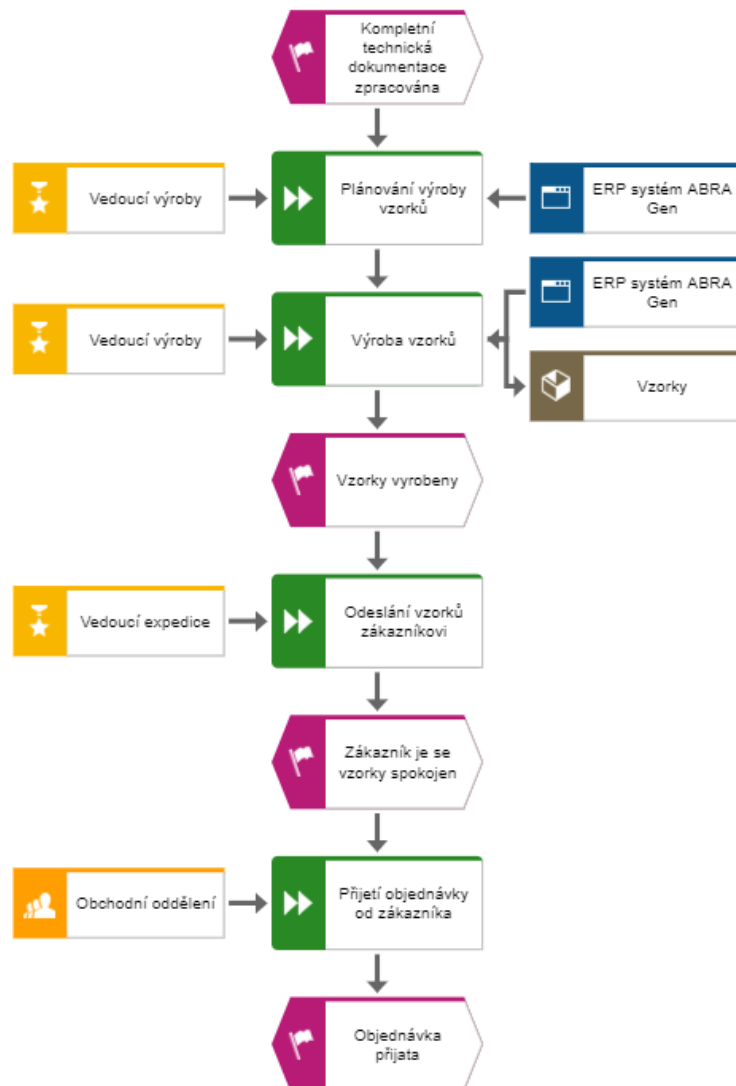 Kompletní
technická
dokumentace
zpracována
Vedoucí výroby
Plánování výroby
vzorků
ERP systém ABRA
Gen
ERP systém ABRA
Gen
Vedoucí výroby
Výroba vzorků
Vzorky
Vzorky vyrobeny
Vedoucí expedice
Odeslání vzorků
zákazníkovi
Zákazník je se
vzorky spokojen
Obchodní oddělení
Přijetí objednávky
od zákazníka
Objednávka
přijata